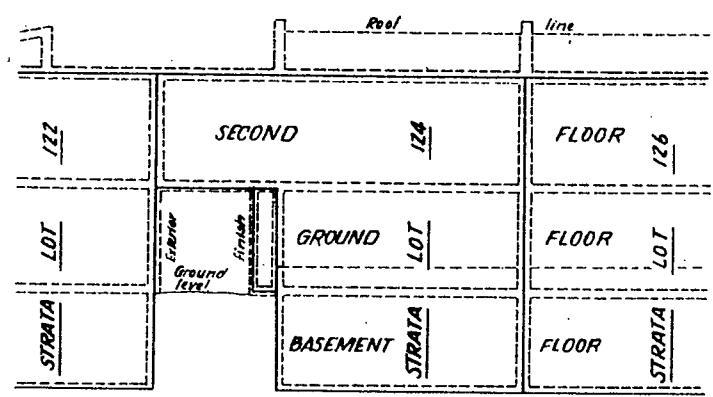 Roof line
SECOND FLOOR
GROUND FLOOR
BASEMENT FLOOR
STRATA LOT 122
STRATA LOT 124
STRATA LOT 126
Exterior Finish
Ground
level